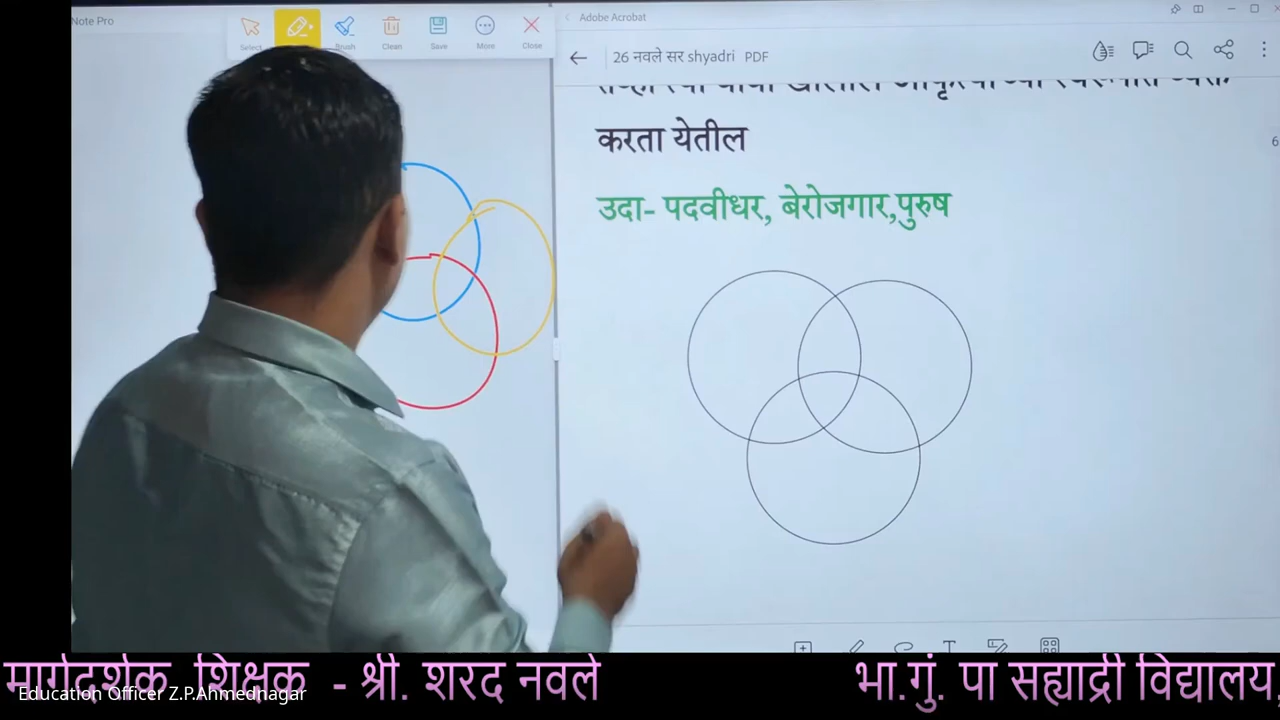 Note Pro
Select
Brush
Clean
Save
More
Close
Adobe Acrobat
26 नवले सर shyadri PDF
करता येतील
6
उदा- पदवीधर, बेरोजगार,पुरुष
मार्गदर्शक शिक्षक - श्री. शरद नवले
भा.गुं. पा सह्याद्री विद्यालय,
Education Officer Z.P.Ahmednagar